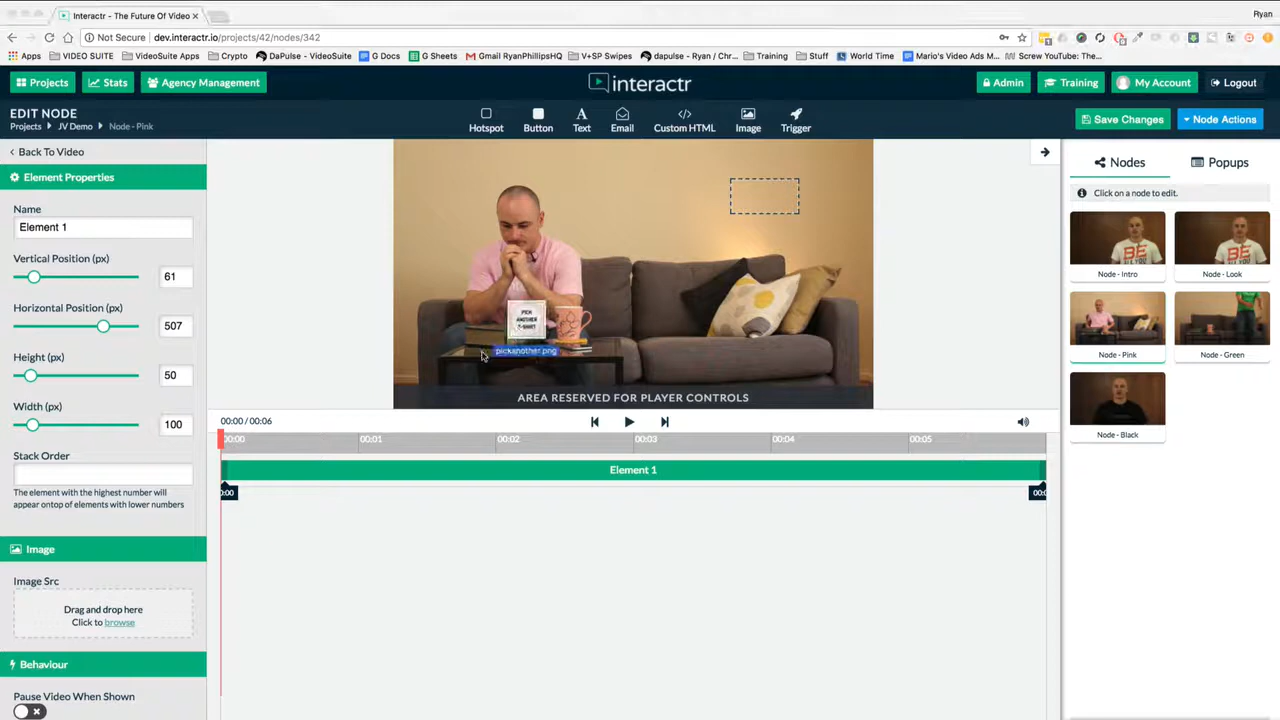 Interactr - The Future Of Video
Ryan
Not Secure dev.interactr.io/projects/42/nodes/342
Apps VIDEO SUITE VideoSuite Apps Crypto DaPulse - VideoSuite G Docs G Sheets Gmail RyanPhillipsHQ V+SP Swipes dapulse - Ryan / Chr... Training Stuff World Time Mario's Video Ads M... Screw YouTube: The...
Projects Stats Agency Management interactr Admin Training My Account Logout
EDIT NODE
Projects JV Demo Node - Pink
Hotspot Button Text Email Custom HTML Image Trigger
Save Changes Node Actions
Back To Video
Element Properties
Name
Element 1
Vertical Position (px)
61
Horizontal Position (px)
507
Height (px)
50
Width (px)
100
Stack Order
The element with the highest number will
appear ontop of elements with lower numbers
Image
Image Src
Drag and drop here
Click to browse
Behaviour
Pause Video When Shown
PICK
ANOTHER
T-SHIRT
pickanother.png
AREA RESERVED FOR PLAYER CONTROLS
00:00 / 00:06
00:00 00:01 00:02 00:03 00:04 00:05
Element 1
Nodes Popups
Click on a node to edit.
Node - Intro Node - Look
Node - Pink Node - Green
Node - Black